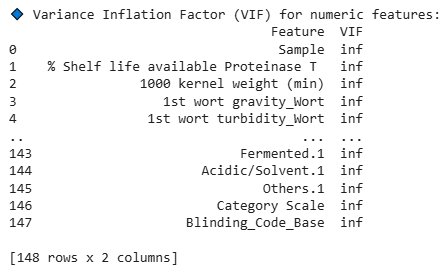 🔹 Variance Inflation Factor (VIF) for numeric features:
Feature VIF
0 Sample inf
1 % Shelf life available Proteinase T inf
2 1000 kernel weight (min) inf
3 1st wort gravity_Wort inf
4 1st wort turbidity_Wort inf
.. ... ...
143 Fermented.1 inf
144 Acidic/Solvent.1 inf
145 Others.1 inf
146 Category Scale inf
147 Blinding_Code_Base inf
[148 rows x 2 columns]